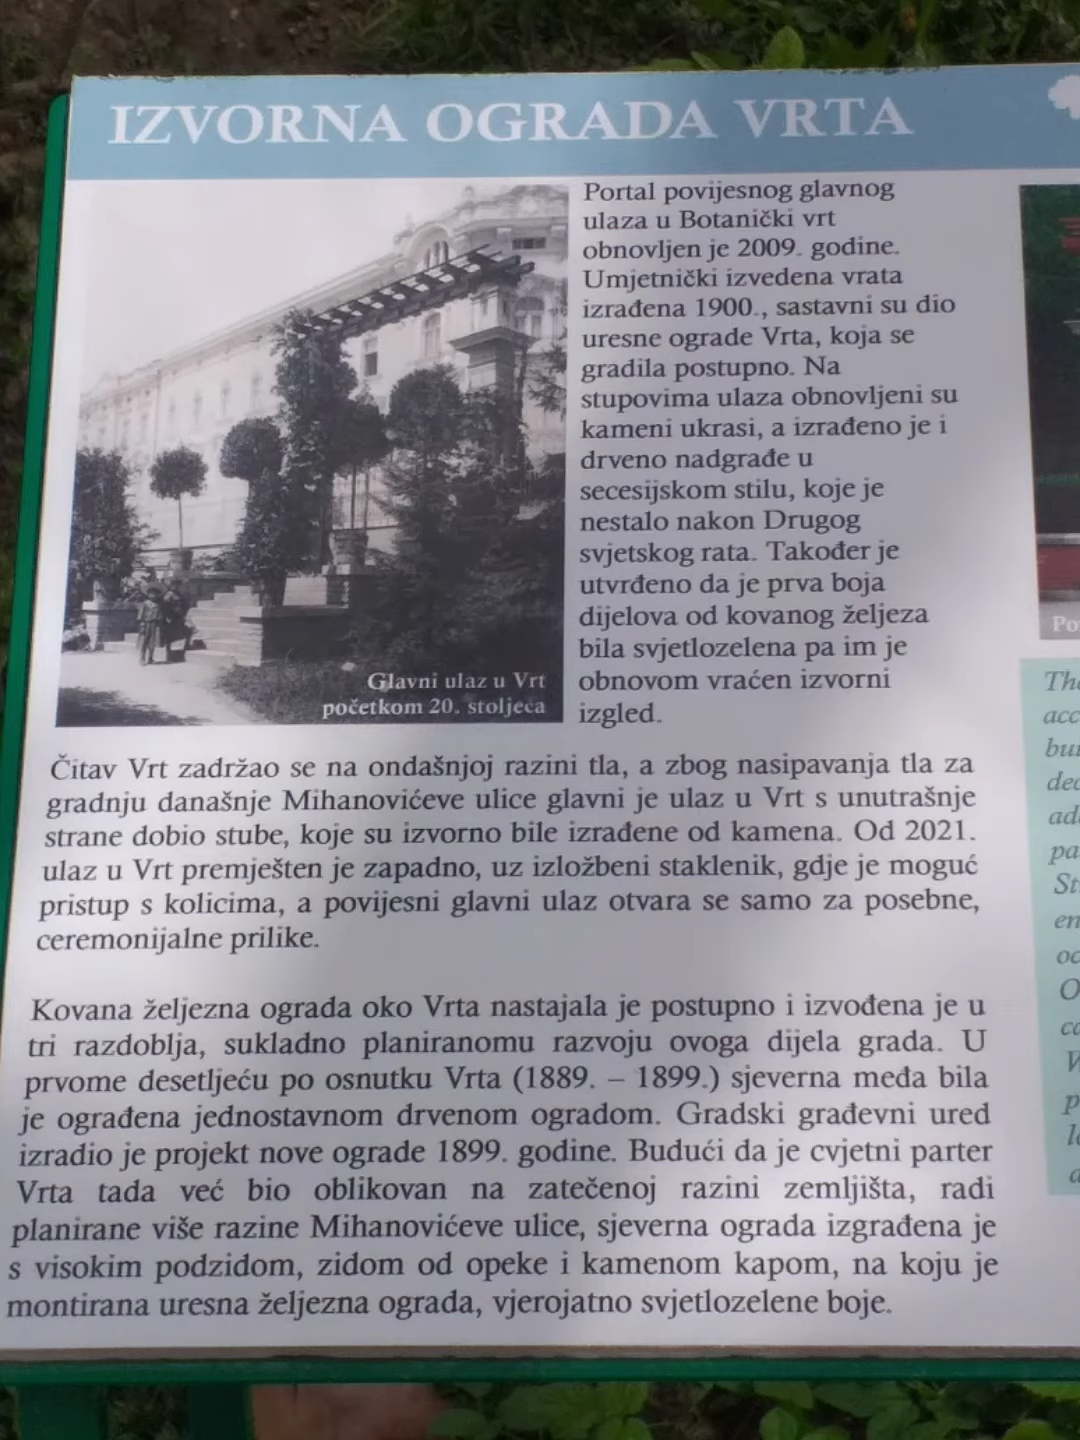 IZVORNA OGRADA VRTA
Portal povijesnog glavnog
ulaza u Botanički vrt
obnovljen je 2009. godine.
Umjetnički izvedena vrata
izrađena 1900., sastavni su dio
uresne ograde Vrta, koja se
gradila postupno. Na
stupovima ulaza obnovljeni su
kameni ukrasi, a izrađeno je i
drveno nadgrađe u
secesijskom stilu, koje je
nestalo nakon Drugog
svjetskog rata. Također je
utvrđeno da je prva boja
dijelova od kovanog željeza
bila svjetlozelena pa im je
obnovom vraćen izvorni
izgled.
Glavni ulaz u Vrt
početkom 20. stoljeća
Čitav Vrt zadržao se na ondašnjoj razini tla, a zbog nasipavanja tla za
gradnju današnje Mihanovićeve ulice glavni je ulaz u Vrt s unutrašnje
strane dobio stube, koje su izvorno bile izrađene od kamena. Od 2021.
ulaz u Vrt premješten je zapadno, uz izložbeni staklenik, gdje je moguć
pristup s kolicima, a povijesni glavni ulaz otvara se samo za posebne,
ceremonijalne prilike.
Kovana željezna ograda oko Vrta nastajala je postupno i izvođena je u
tri razdoblja, sukladno planiranomu razvoju ovoga dijela grada. U
prvome desetljeću po osnutku Vrta (1889. – 1899.) sjeverna međa bila
je ograđena jednostavnom drvenom ogradom. Gradski građevni ured
izradio je projekt nove ograde 1899. godine. Budući da je cvjetni parter
Vrta tada već bio oblikovan na zatečenoj razini zemljišta, radi
planirane više razine Mihanovićeve ulice, sjeverna ograda izgrađena je
s visokim podzidom, zidom od opeke i kamenom kapom, na koju je
montirana uresna željezna ograda, vjerojatno svjetlozelene boje.